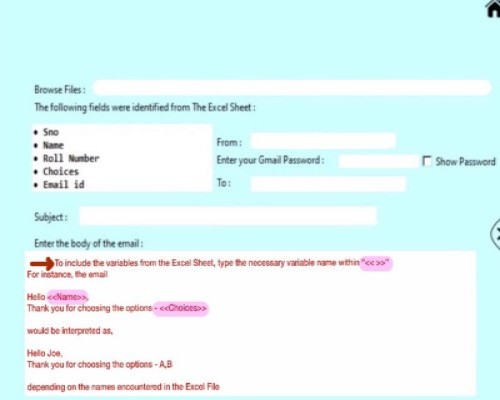 Browse Files :
The following fields were identified from The Excel Sheet :
♦ Sno
♦ Name
♦ Roll Number
♦ Choices
♦ Email id
From :
Enter your Gmail Password :
Show Password
To :
Subject :
Enter the body of the email :
To include the variables from the Excel Sheet, type the necessary variable name within "<< >>"
For instance, the email
Hello <<Name>>,
Thank you for choosing the options - <<Choices>>
would be interpreted as,
Hello Joe,
Thank you for choosing the options - A,B
depending on the names encountered in the Excel File